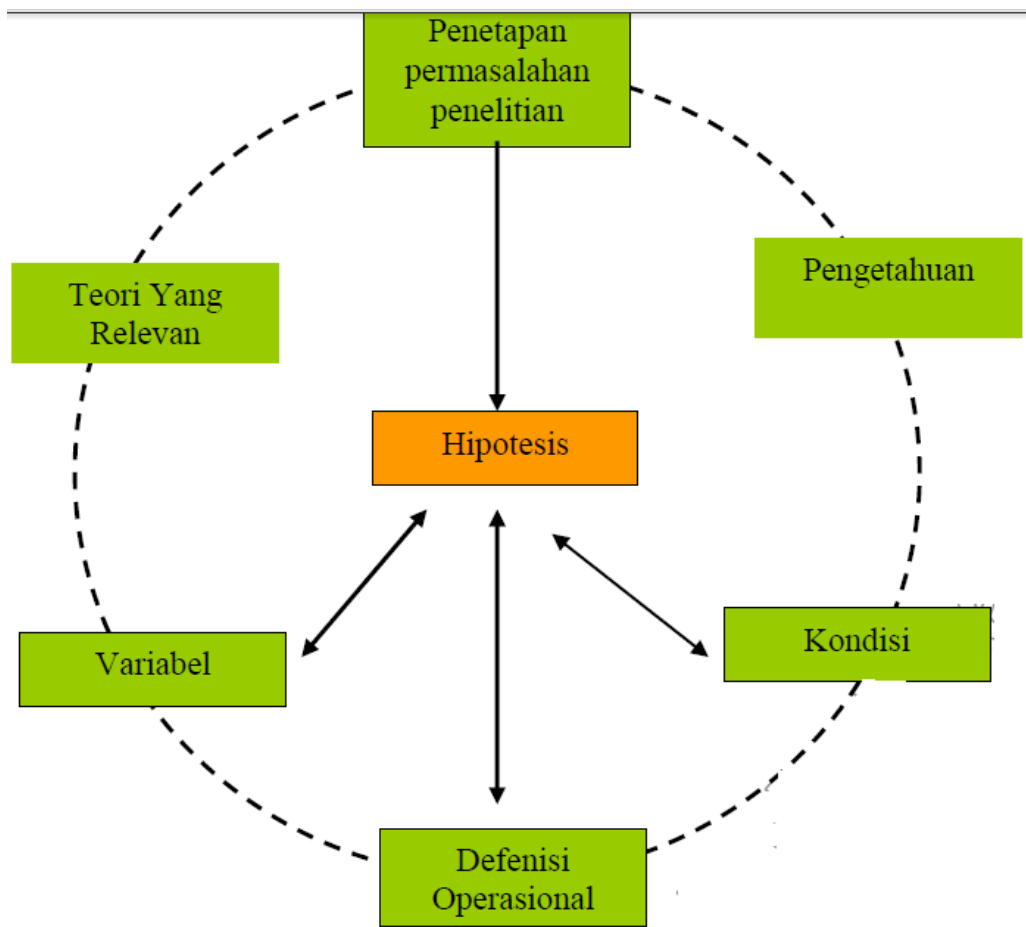 Penetapan
permasalahan
penelitian
Teori Yang
Relevan
Pengetahuan
Hipotesis
Variabel
Kondisi
Defenisi
Operasional